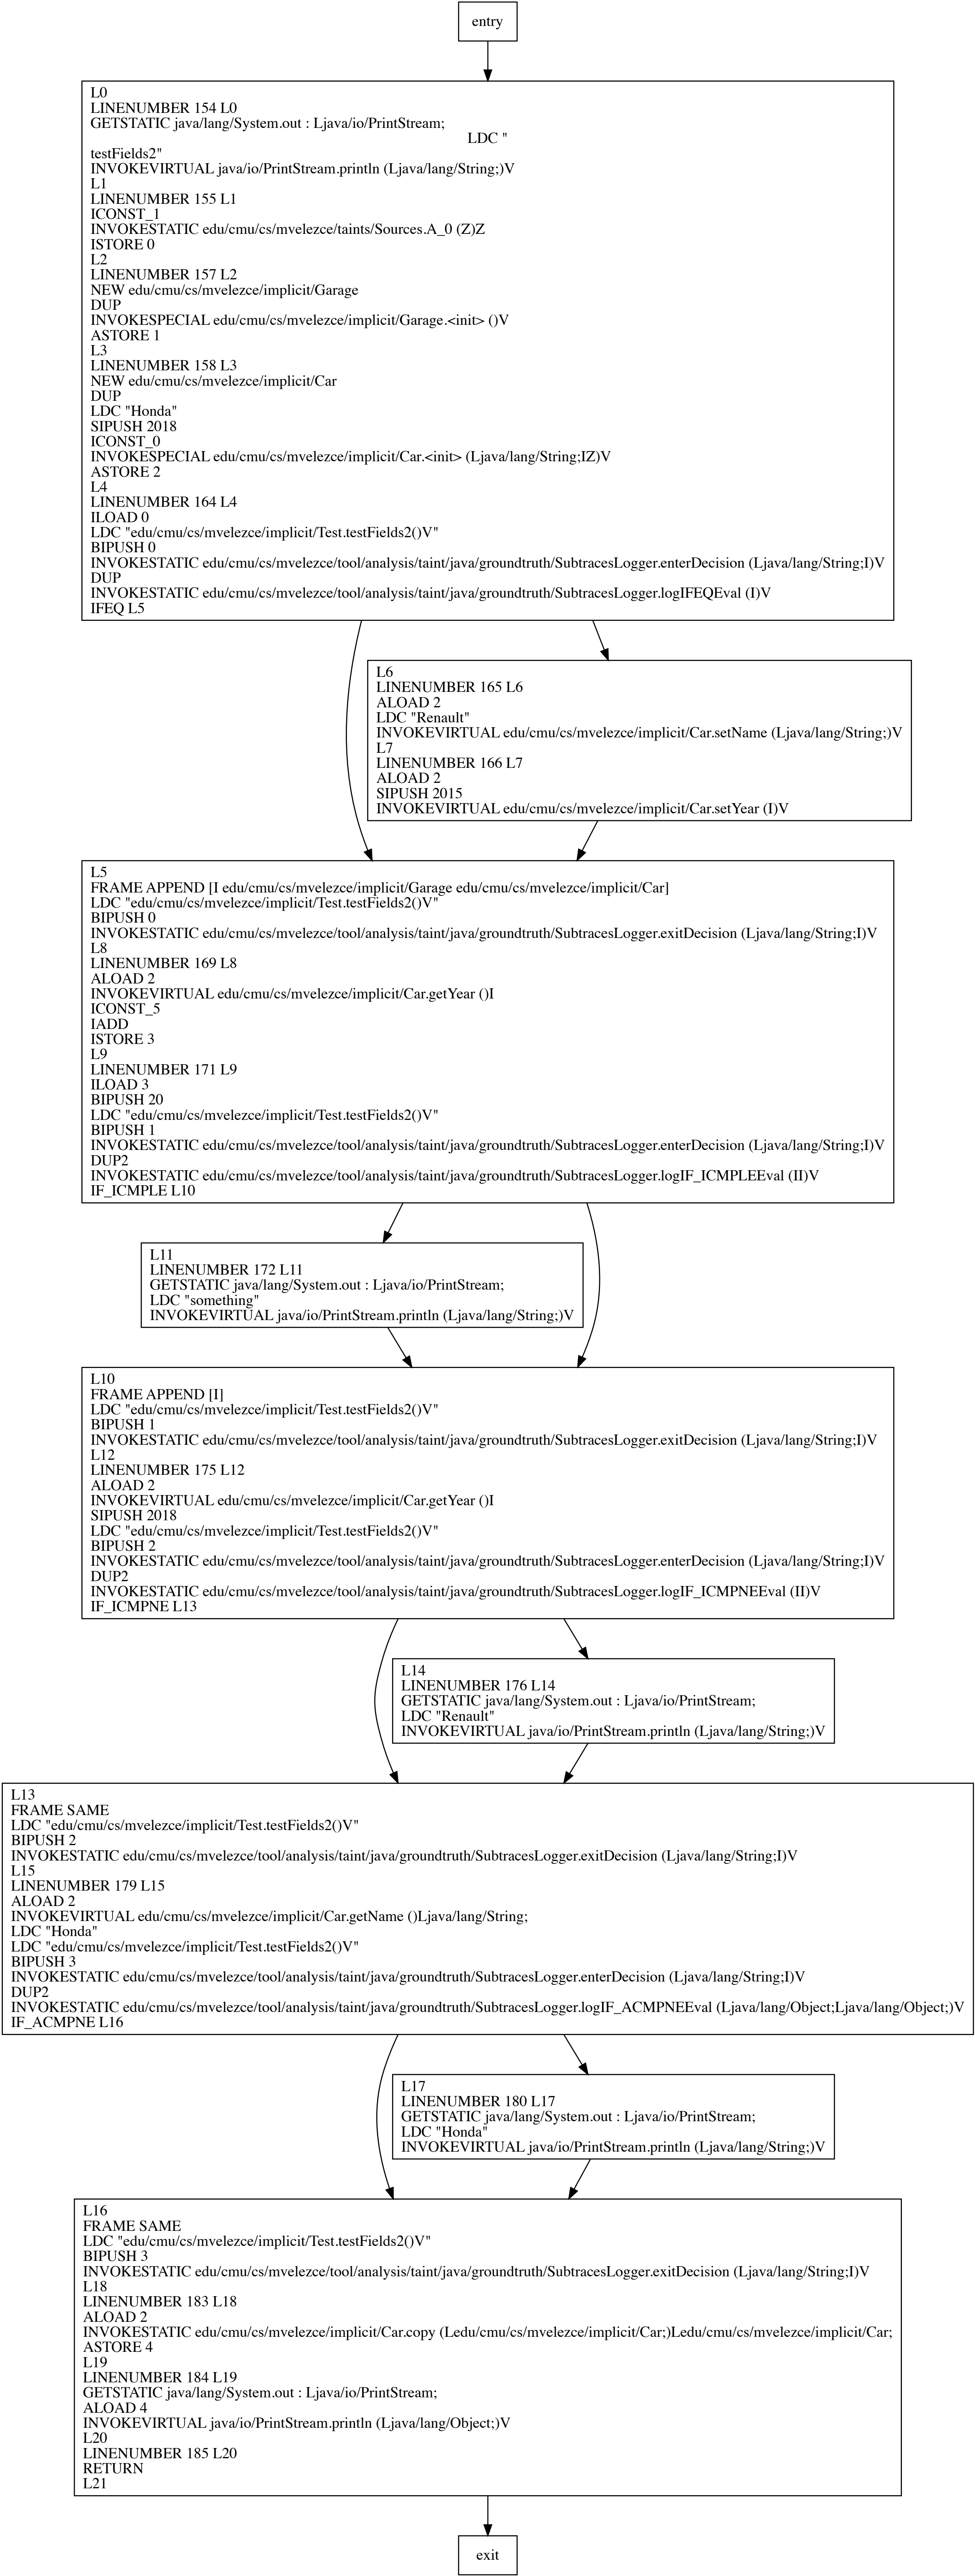 entry
L0
LINENUMBER 154 L0
GETSTATIC java/lang/System.out : Ljava/io/PrintStream;
LDC "
testFields2"
INVOKEVIRTUAL java/io/PrintStream.println (Ljava/lang/String;)V
L1
LINENUMBER 155 L1
ICONST_1
INVOKESTATIC edu/cmu/cs/mvelezce/taints/Sources.A_0 (Z)Z
ISTORE 0
L2
LINENUMBER 157 L2
NEW edu/cmu/cs/mvelezce/implicit/Garage
DUP
INVOKESPECIAL edu/cmu/cs/mvelezce/implicit/Garage.<init> ()V
ASTORE 1
L3
LINENUMBER 158 L3
NEW edu/cmu/cs/mvelezce/implicit/Car
DUP
LDC "Honda"
SIPUSH 2018
ICONST_0
INVOKESPECIAL edu/cmu/cs/mvelezce/implicit/Car.<init> (Ljava/lang/String;IZ)V
ASTORE 2
L4
LINENUMBER 164 L4
ILOAD 0
LDC "edu/cmu/cs/mvelezce/implicit/Test.testFields2()V"
BIPUSH 0
INVOKESTATIC edu/cmu/cs/mvelezce/tool/analysis/taint/java/groundtruth/SubtracesLogger.enterDecision (Ljava/lang/String;I)V
DUP
INVOKESTATIC edu/cmu/cs/mvelezce/tool/analysis/taint/java/groundtruth/SubtracesLogger.logIFEQEval (I)V
IFEQ L5
L6
LINENUMBER 165 L6
ALOAD 2
LDC "Renault"
INVOKEVIRTUAL edu/cmu/cs/mvelezce/implicit/Car.setName (Ljava/lang/String;)V
L7
LINENUMBER 166 L7
ALOAD 2
SIPUSH 2015
INVOKEVIRTUAL edu/cmu/cs/mvelezce/implicit/Car.setYear (I)V
L5
FRAME APPEND [I edu/cmu/cs/mvelezce/implicit/Garage edu/cmu/cs/mvelezce/implicit/Car]
LDC "edu/cmu/cs/mvelezce/implicit/Test.testFields2()V"
BIPUSH 0
INVOKESTATIC edu/cmu/cs/mvelezce/tool/analysis/taint/java/groundtruth/SubtracesLogger.exitDecision (Ljava/lang/String;I)V
L8
LINENUMBER 169 L8
ALOAD 2
INVOKEVIRTUAL edu/cmu/cs/mvelezce/implicit/Car.getYear ()I
ICONST_5
IADD
ISTORE 3
L9
LINENUMBER 171 L9
ILOAD 3
BIPUSH 20
LDC "edu/cmu/cs/mvelezce/implicit/Test.testFields2()V"
BIPUSH 1
INVOKESTATIC edu/cmu/cs/mvelezce/tool/analysis/taint/java/groundtruth/SubtracesLogger.enterDecision (Ljava/lang/String;I)V
DUP2
INVOKESTATIC edu/cmu/cs/mvelezce/tool/analysis/taint/java/groundtruth/SubtracesLogger.logIF_ICMPLEEval (II)V
IF_ICMPLE L10
L11
LINENUMBER 172 L11
GETSTATIC java/lang/System.out : Ljava/io/PrintStream;
LDC "something"
INVOKEVIRTUAL java/io/PrintStream.println (Ljava/lang/String;)V
L10
FRAME APPEND [I]
LDC "edu/cmu/cs/mvelezce/implicit/Test.testFields2()V"
BIPUSH 1
INVOKESTATIC edu/cmu/cs/mvelezce/tool/analysis/taint/java/groundtruth/SubtracesLogger.exitDecision (Ljava/lang/String;I)V
L12
LINENUMBER 175 L12
ALOAD 2
INVOKEVIRTUAL edu/cmu/cs/mvelezce/implicit/Car.getYear ()I
SIPUSH 2018
LDC "edu/cmu/cs/mvelezce/implicit/Test.testFields2()V"
BIPUSH 2
INVOKESTATIC edu/cmu/cs/mvelezce/tool/analysis/taint/java/groundtruth/SubtracesLogger.enterDecision (Ljava/lang/String;I)V
DUP2
INVOKESTATIC edu/cmu/cs/mvelezce/tool/analysis/taint/java/groundtruth/SubtracesLogger.logIF_ICMPNEEval (II)V
IF_ICMPNE L13
L14
LINENUMBER 176 L14
GETSTATIC java/lang/System.out : Ljava/io/PrintStream;
LDC "Renault"
INVOKEVIRTUAL java/io/PrintStream.println (Ljava/lang/String;)V
L13
FRAME SAME
LDC "edu/cmu/cs/mvelezce/implicit/Test.testFields2()V"
BIPUSH 2
INVOKESTATIC edu/cmu/cs/mvelezce/tool/analysis/taint/java/groundtruth/SubtracesLogger.exitDecision (Ljava/lang/String;I)V
L15
LINENUMBER 179 L15
ALOAD 2
INVOKEVIRTUAL edu/cmu/cs/mvelezce/implicit/Car.getName ()Ljava/lang/String;
LDC "Honda"
LDC "edu/cmu/cs/mvelezce/implicit/Test.testFields2()V"
BIPUSH 3
INVOKESTATIC edu/cmu/cs/mvelezce/tool/analysis/taint/java/groundtruth/SubtracesLogger.enterDecision (Ljava/lang/String;I)V
DUP2
INVOKESTATIC edu/cmu/cs/mvelezce/tool/analysis/taint/java/groundtruth/SubtracesLogger.logIF_ACMPNEEval (Ljava/lang/Object;Ljava/lang/Object;)V
IF_ACMPNE L16
L17
LINENUMBER 180 L17
GETSTATIC java/lang/System.out : Ljava/io/PrintStream;
LDC "Honda"
INVOKEVIRTUAL java/io/PrintStream.println (Ljava/lang/String;)V
L16
FRAME SAME
LDC "edu/cmu/cs/mvelezce/implicit/Test.testFields2()V"
BIPUSH 3
INVOKESTATIC edu/cmu/cs/mvelezce/tool/analysis/taint/java/groundtruth/SubtracesLogger.exitDecision (Ljava/lang/String;I)V
L18
LINENUMBER 183 L18
ALOAD 2
INVOKESTATIC edu/cmu/cs/mvelezce/implicit/Car.copy (Ledu/cmu/cs/mvelezce/implicit/Car;)Ledu/cmu/cs/mvelezce/implicit/Car;
ASTORE 4
L19
LINENUMBER 184 L19
GETSTATIC java/lang/System.out : Ljava/io/PrintStream;
ALOAD 4
INVOKEVIRTUAL java/io/PrintStream.println (Ljava/lang/Object;)V
L20
LINENUMBER 185 L20
RETURN
L21
exit